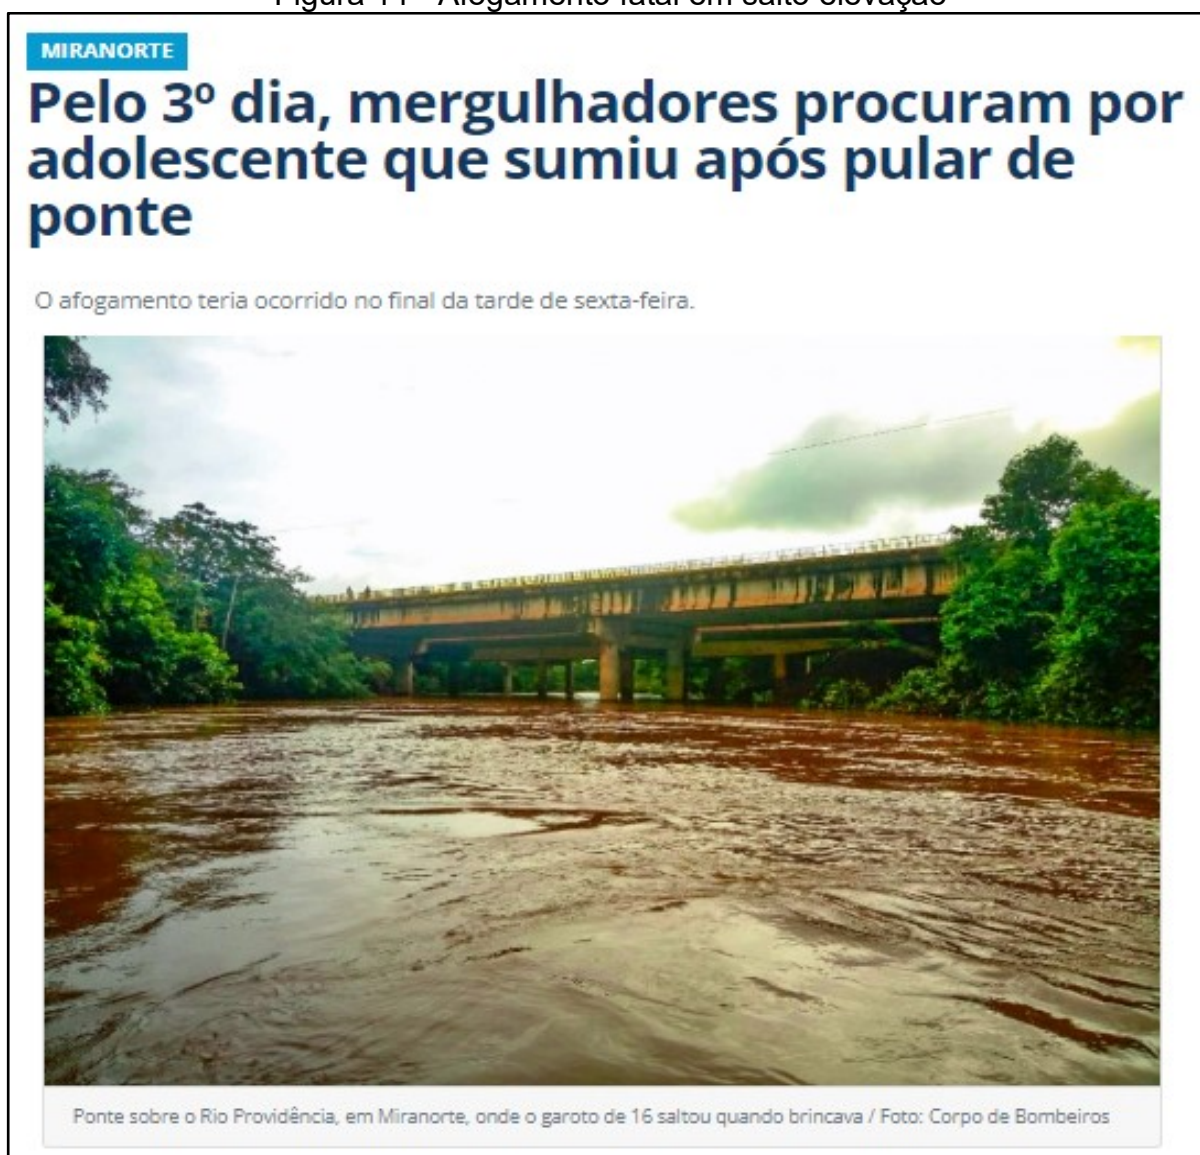 MIRANORTE
Pelo 3º dia, mergulhadores procuram por
adolescente que sumiu após pular de
ponte
O afogamento teria ocorrido no final da tarde de sexta-feira.
Ponte sobre o Rio Providência, em Miranorte, onde o garoto de 16 saltou quando brincava / Foto: Corpo de Bombeiros